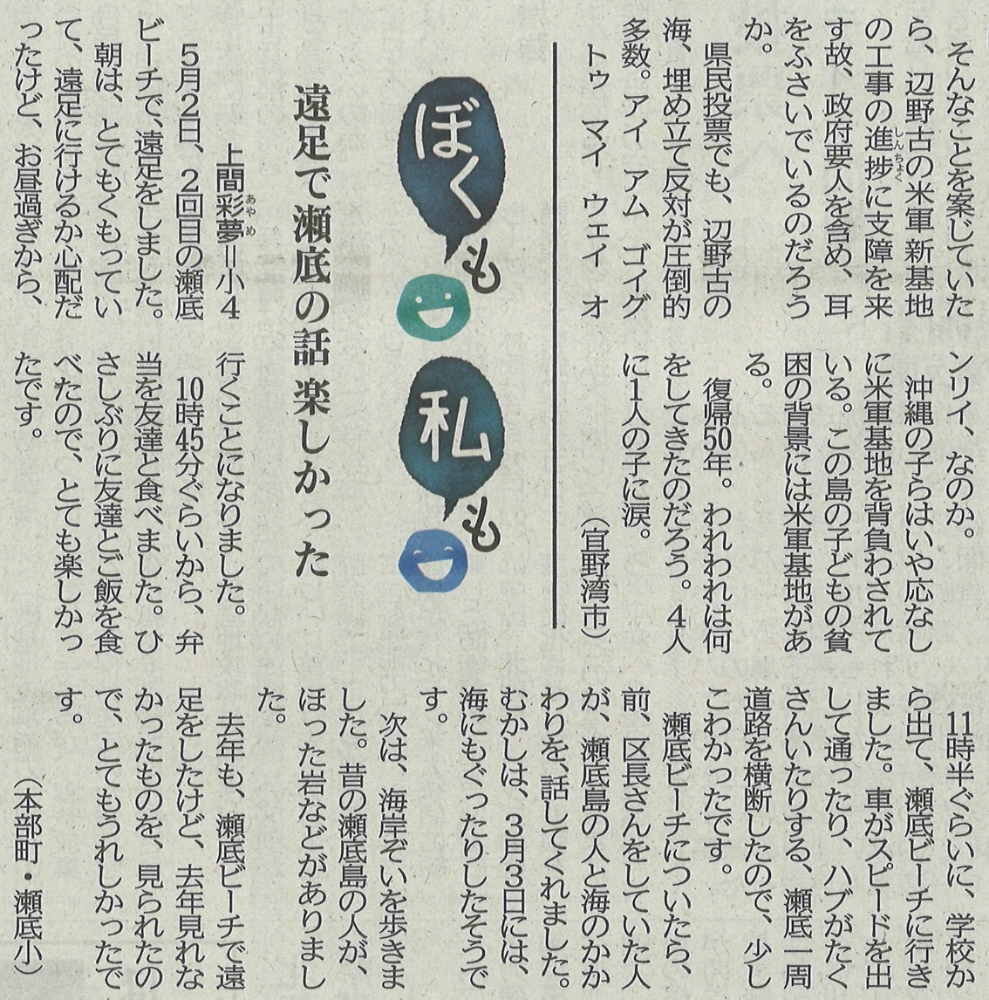 そんなことを案じていた
ら、辺野古の米軍新基地
の工事の進捗に支障を来
しんちょく
す故、政府要人を含め、耳
をふさいでいるのだろう
か。
県民投票でも、辺野古の
海、埋め立て反対が圧倒的
多数。アイ アム ゴイグ
トゥ マイ ウェイ オ
ンリイ、なのか。
沖縄の子らはいや応なし
に米軍基地を背負わされて
いる。この島の子どもの貧
困の背景には米軍基地があ
る。
復帰50年。われわれは何
をしてきたのだろう。4人
に1人の子に涙。
(宜野湾市)
ぼくも
私も
遠足で瀬底の話 楽しかった
上間彩夢=小4
あやめ
5月2日、2回目の瀬底
ビーチで、遠足をしました。
朝は、とてもくもってい
て、遠足に行けるか心配だ
ったけど、お昼過ぎから、
行くことになりました。
10時45分ぐらいから、弁
当を友達と食べました。ひ
さしぶりに友達とご飯を食
べたので、とても楽しかっ
たです。
11時半ぐらいに、学校か
ら出て、瀬底ビーチに行き
ました。車がスピードを出
して通ったり、ハブがたく
さんいたりする、瀬底一周
道路を横断したので、少し
こわかったです。
瀬底ビーチについたら、
前、区長さんをしていた人
が、瀬底島の人と海のかか
わりを、話してくれました。
むかしは、3月3日には、
海にもぐったりしたそうで
す。
次は、海岸ぞいを歩きま
した。昔の瀬底島の人が、
ほった岩などがありまし
た。
去年も、瀬底ビーチで遠
足をしたけど、去年見れな
かったものを、見られたの
で、とてもうれしかったで
す。
(本部町・瀬底小)